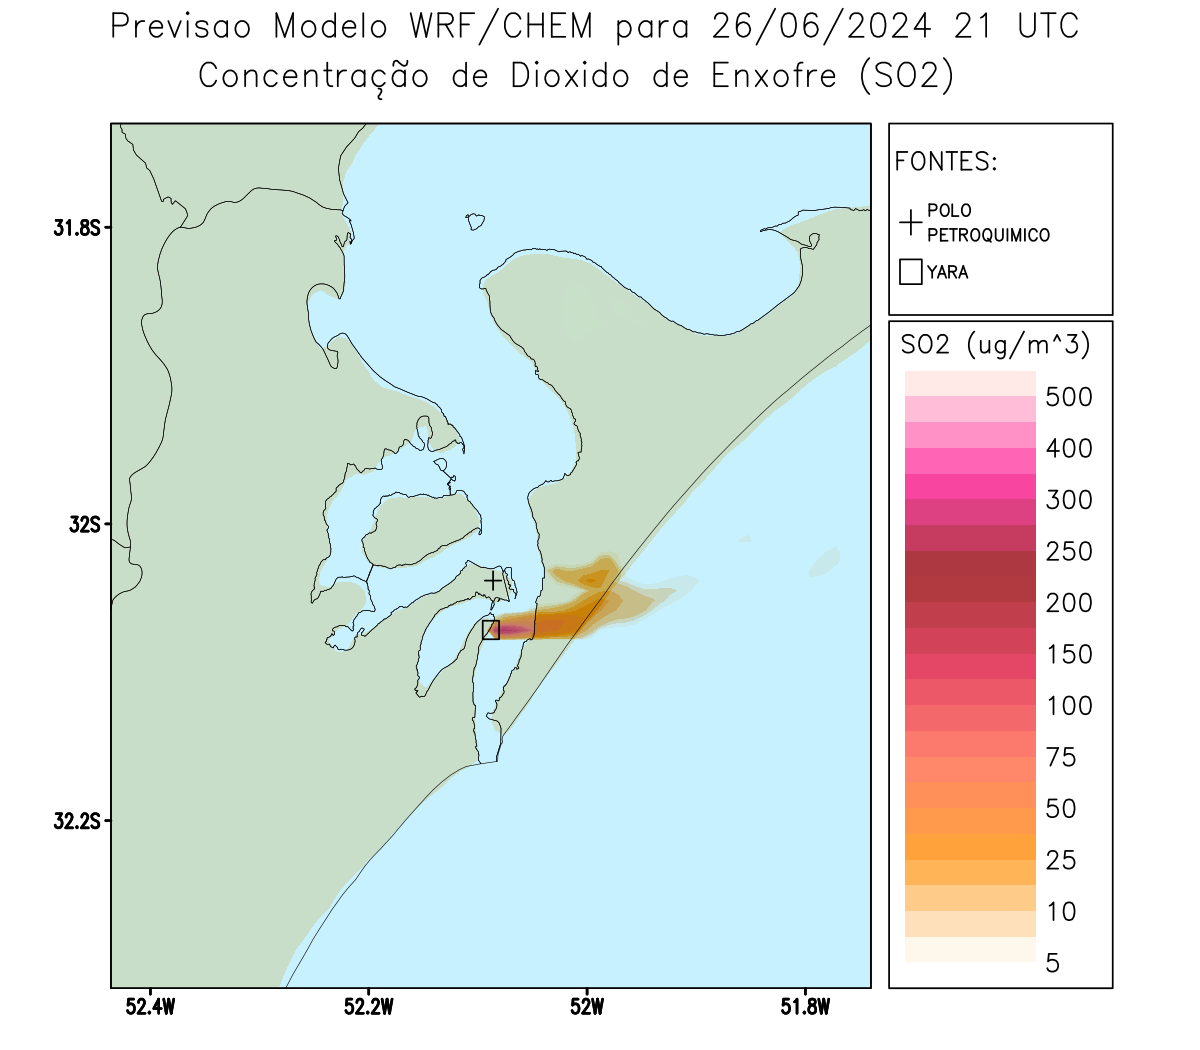 Previsao Modelo WRF/CHEM para 26/06/2024 21 UTC
Concentração de Dioxido de Enxofre (SO2)
FONTES:
POLO
PETROQUIMICO
YARA
31.8S
32S
32.2S
52.4W
52.2W
52W
51.8W
SO2 (ug/m^3)
500
400
300
250
200
150
100
75
50
25
10
5